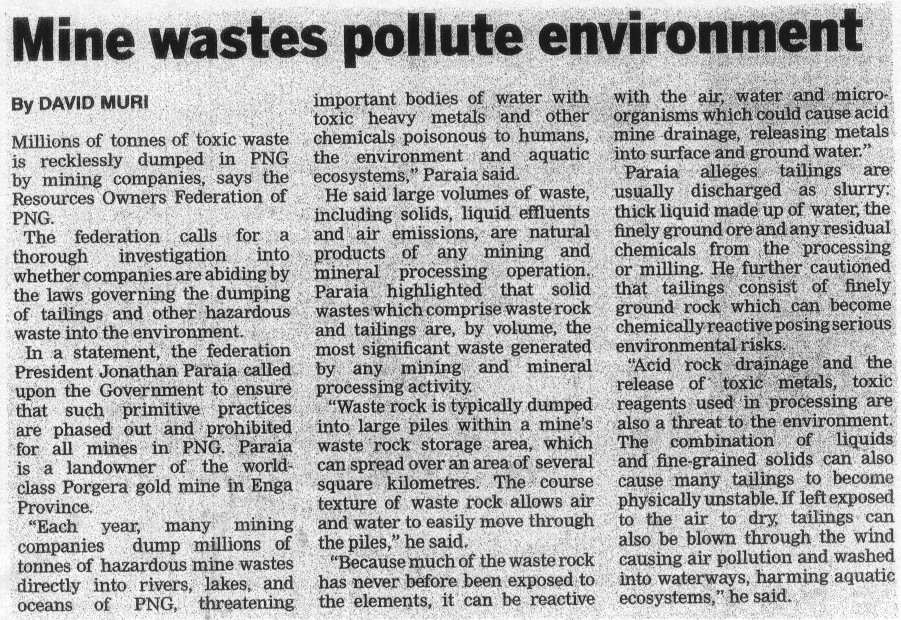 Mine wastes pollute environment
By DAVID MURI
Millions of tonnes of toxic waste
is recklessly dumped in PNG
by mining companies, says the
Resources Owners Federation of
PNG.
The federation calls for a
thorough investigation into
whether companies are abiding by
the laws governing the dumping
of tailings and other hazardous
waste into the environment.
In a statement, the federation
President Jonathan Paraia called
upon the Government to ensure
that such primitive practices
are phased out and prohibited
for all mines in PNG. Paraia
is a landowner of the world-
class Porgera gold mine in Enga
Province.
“Each year, many mining
companies dump millions of
tonnes of hazardous mine wastes
directly into rivers, lakes, and
oceans of PNG, threatening
important bodies of water with
toxic heavy metals and other
chemicals poisonous to humans,
the environment and aquatic
ecosystems,” Paraia said.
He said large volumes of waste,
including solids, liquid effluents
and air emissions, are natural
products of any mining and
mineral processing operation.
Paraia highlighted that solid
wastes which comprise waste rock
and tailings are, by volume, the
most significant waste generated
by any mining and mineral
processing activity.
“Waste rock is typically dumped
into large piles within a mine’s
waste rock storage area, which
can spread over an area of several
square kilometres. The course
texture of waste rock allows air
and water to easily move through
the piles,” he said.
“Because much of the waste rock
has never before been exposed to
the elements, it can be reactive
with the air, water and micro-
organisms which could cause acid
mine drainage, releasing metals
into surface and ground water.”
Paraia alleges tailings are
usually discharged as slurry:
thick liquid made up of water, the
finely ground ore and any residual
chemicals from the processing
or milling. He further cautioned
that tailings consist of finely
ground rock which can become
chemically reactive posing serious
environmental risks.
“Acid rock drainage and the
release of toxic metals, toxic
reagents used in processing are
also a threat to the environment.
The combination of liquids
and fine-grained solids can also
cause many tailings to become
physically unstable. If left exposed
to the air to dry, tailings can
also be blown through the wind
causing air pollution and washed
into waterways, harming aquatic
ecosystems,” he said.